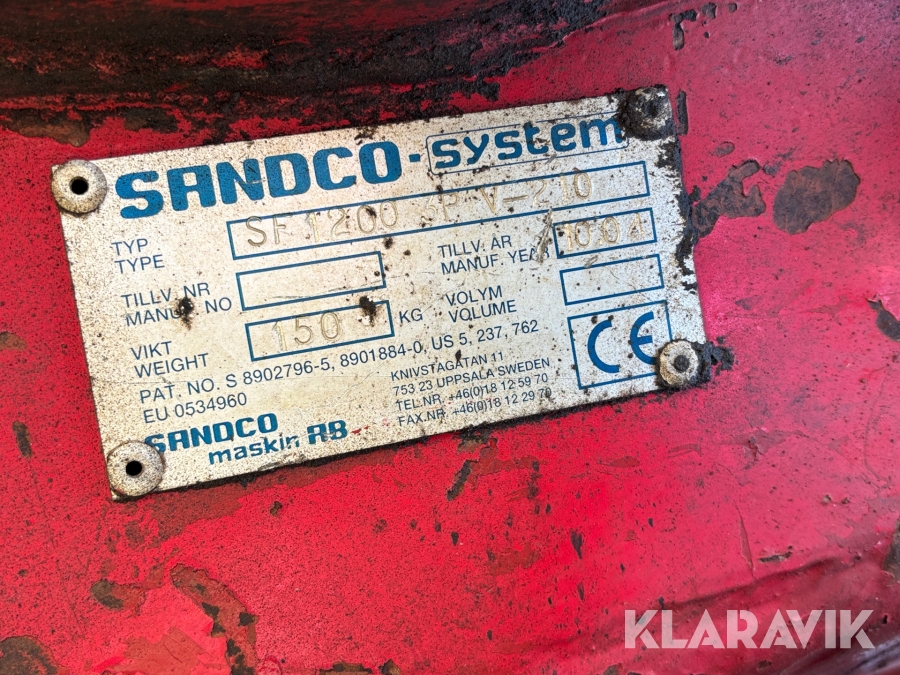 SANDCO-system
TYP
TYPE
SF 1200
V-210
TILLV. NR
MANUF. NO
TILLV. ÅR
MANUF. YEAR
VIKT
WEIGHT
150
KG
VOLYM
VOLUME
PAT. NO. S 8902796-5, 8901884-0, US 5, 237, 762
EU 0534960
CE
KNIVSTAGATAN 11
753 23 UPPSALA SWEDEN
TEL.NR. +46(0)18 12 59 70
FAX.NR. +46(0)18 12 29 70
SANDCO
maskin AB
KLARAVIK